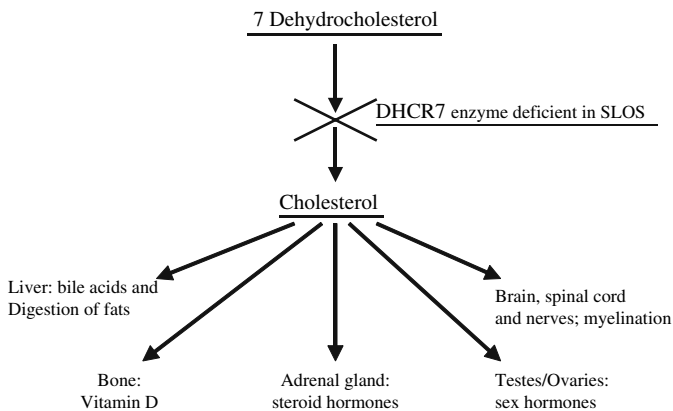 7 Dehydrocholesterol
DHCR7 enzyme deficient in SLOS
Cholesterol
Liver: bile acids and
Digestion of fats
Brain, spinal cord
and nerves; myelination
Bone:
Vitamin D
Adrenal gland:
steroid hormones
Testes/Ovaries:
sex hormones